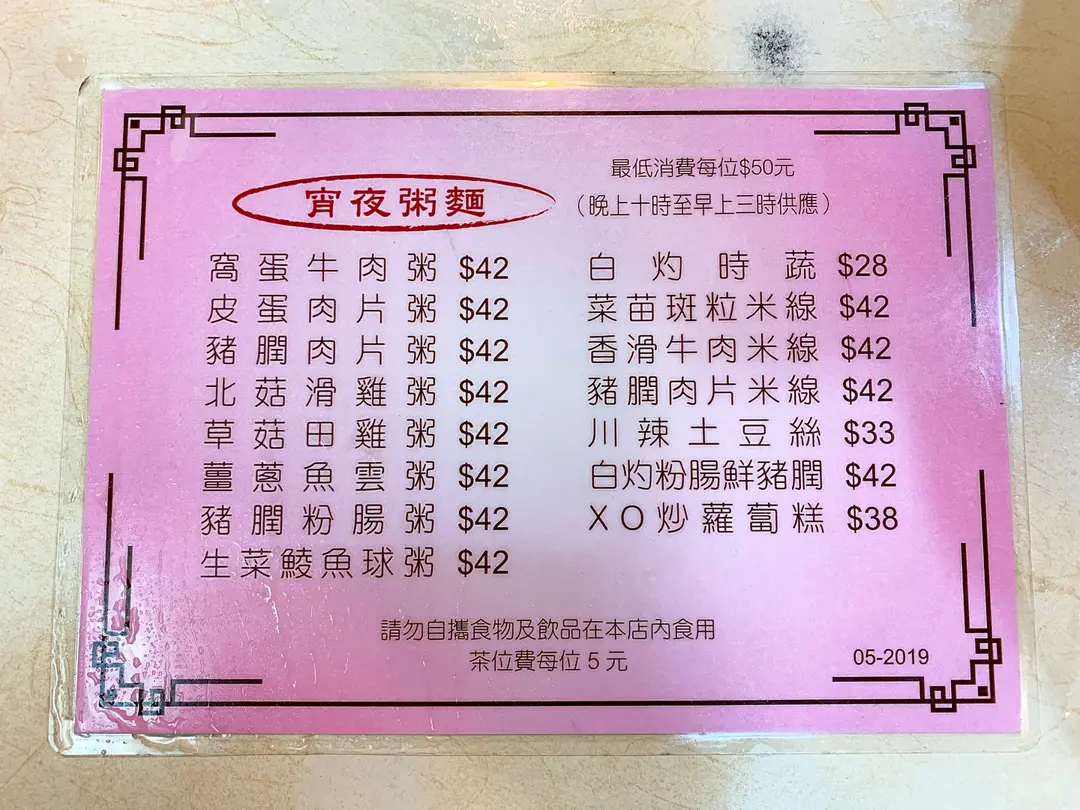 最低消費每位$50元
宵夜粥麵
（晚上十時至早上三時供應）
窩蛋牛肉粥 $42
皮蛋肉片粥 $42
豬膶肉片粥 $42
北菇滑雞粥 $42
草菇田雞粥 $42
薑蔥魚雲粥 $42
豬膶粉腸粥 $42
生菜鯪魚球粥 $42
白灼時蔬 $28
菜苗斑粒米線 $42
香滑牛肉米線 $42
豬膶肉片米線 $42
川辣土豆絲 $33
白灼粉腸鮮豬膶 $42
XO炒蘿蔔糕 $38
請勿自攜食物及飲品在本店內食用
茶位費每位 5 元
05-2019